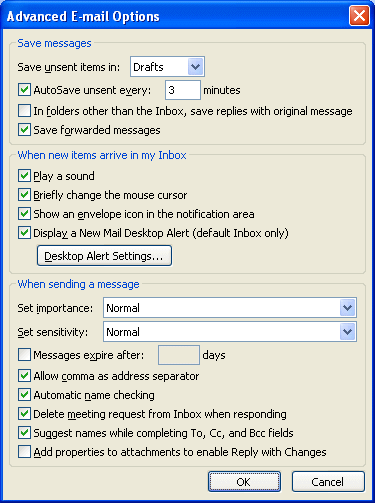 Advanced E-mail Options
Save messages
Save unsent items in: Drafts
AutoSave unsent every: 3 minutes
In folders other than the Inbox, save replies with original message
Save forwarded messages
When new items arrive in my Inbox
Play a sound
Briefly change the mouse cursor
Show an envelope icon in the notification area
Display a New Mail Desktop Alert (default Inbox only)
Desktop Alert Settings...
When sending a message
Set importance: Normal
Set sensitivity: Normal
Messages expire after: days
Allow comma as address separator
Automatic name checking
Delete meeting request from Inbox when responding
Suggest names while completing To, Cc, and Bcc fields
Add properties to attachments to enable Reply with Changes
OK Cancel